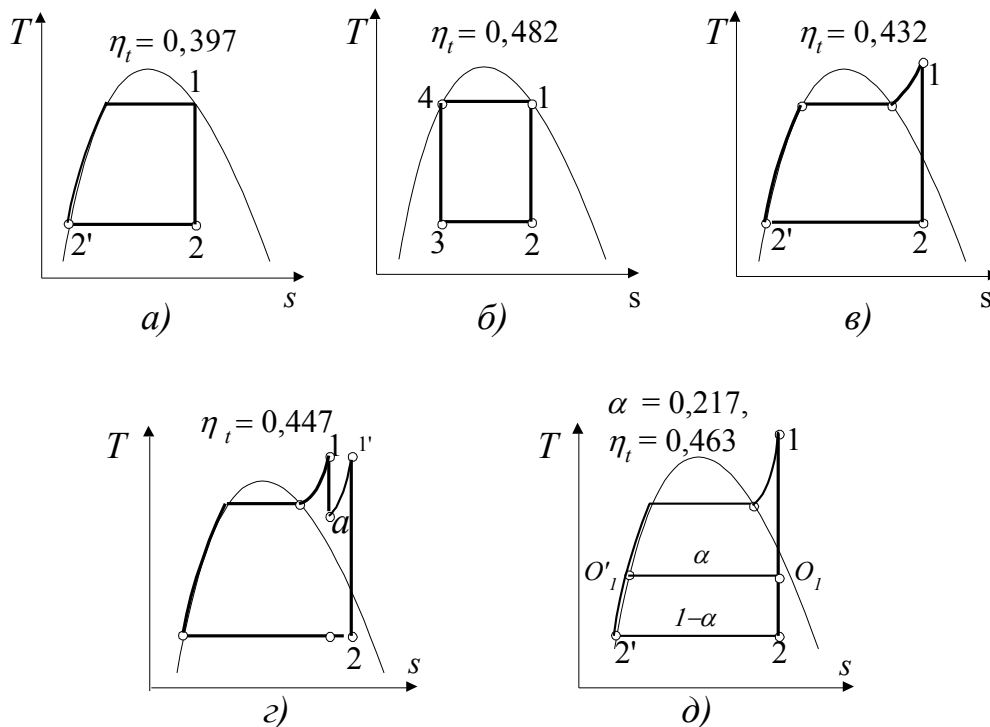 T
η_t = 0,397
1
2'
2
s
а)
T
η_t = 0,482
4
1
3
2
s
б)
T
η_t = 0,432
1
2'
2
s
в)
T
η_t = 0,447
1
1'
a
2
s
г)
α = 0,217,
η_t = 0,463
T
1
O'_1
α
O_1
1–α
2'
2
s
д)